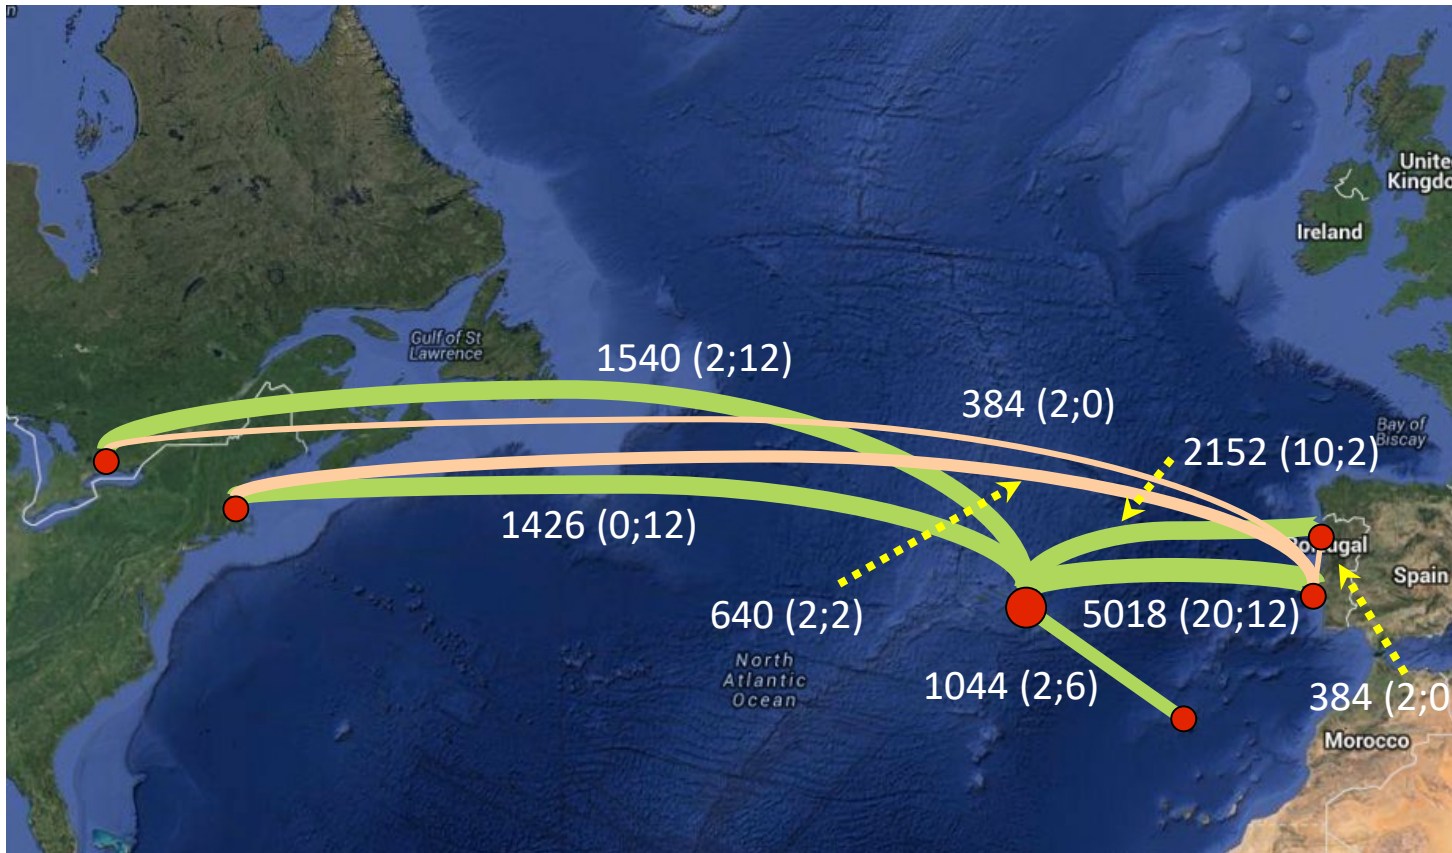 n
Unite
Kingdo
Ireland
Gulf of St
Lawrence
1540 (2;12)
384 (2;0)
Bay of
Biscay
2152 (10;2)
1426 (0;12)
Portugal
Spain
640 (2;2)
5018 (20;12)
North
Atlantic
Ocean
1044 (2;6)
384 (2;0
Morocco